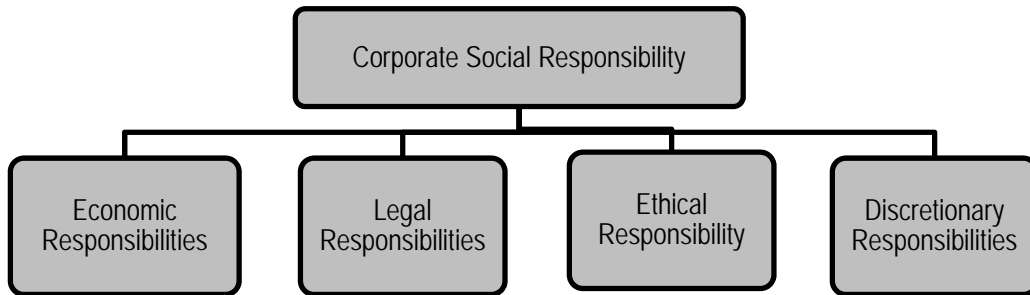 Corporate Social Responsibility
Economic
Responsibilities
Legal
Responsibilities
Ethical
Responsibility
Discretionary
Responsibilities